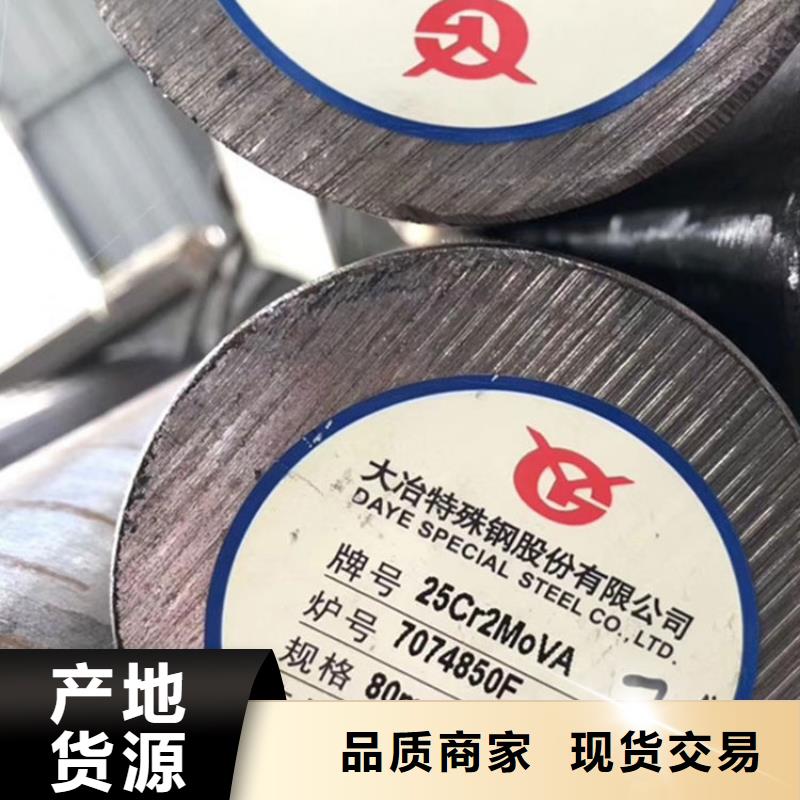 大冶特殊钢股份有限公司
DAYE SPECIAL STEEL CO.,LTD.
牌号 25Cr2MoVA
炉号 7074850F
规格 80m
产地
货源
品质商家 现货交易